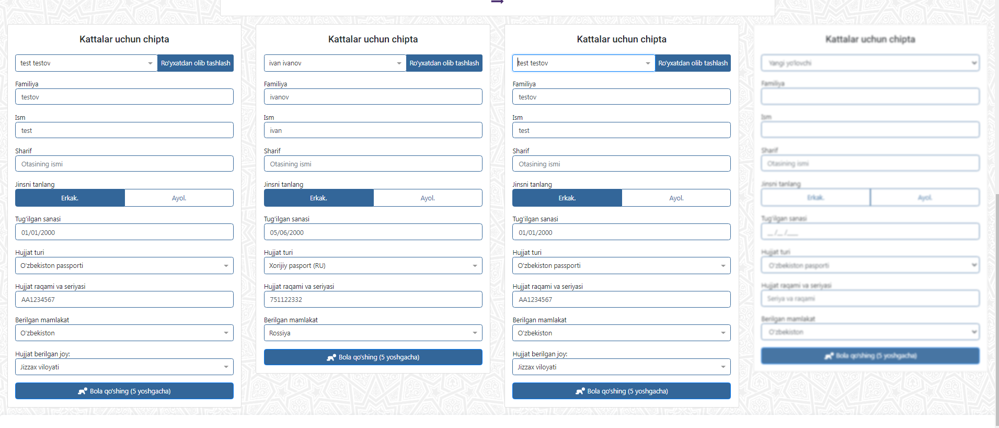 Kattalar uchun chipta
test testov
Ro'yxatdan olib tashlash
Familiya
testov
Ism
test
Sharif
Otasining ismi
Jinsni tanlang
Erkak.
Ayol.
Tug'ilgan sanasi
01/01/2000
Hujjat turi
O'zbekiston passporti
Hujjat raqami va seriyasi
AA1234567
Berilgan mamlakat
O'zbekiston
Hujjat berilgan joy:
Jizzax viloyati
Bola qo'shing (5 yoshgacha)
Kattalar uchun chipta
ivan ivanov
Ro'yxatdan olib tashlash
Familiya
ivanov
Ism
ivan
Sharif
Otasining ismi
Jinsni tanlang
Erkak.
Ayol.
Tug'ilgan sanasi
05/06/2000
Hujjat turi
Xorijiy pasport (RU)
Hujjat raqami va seriyasi
751122332
Berilgan mamlakat
Rossiya
Bola qo'shing (5 yoshgacha)
Kattalar uchun chipta
test testov
Ro'yxatdan olib tashlash
Familiya
testov
Ism
test
Sharif
Otasining ismi
Jinsni tanlang
Erkak.
Ayol.
Tug'ilgan sanasi
01/01/2000
Hujjat turi
O'zbekiston passporti
Hujjat raqami va seriyasi
AA1234567
Berilgan mamlakat
O'zbekiston
Hujjat berilgan joy:
Jizzax viloyati
Bola qo'shing (5 yoshgacha)
Kattalar uchun chipta
Yangi yo'lovchi
Familiya
Ism
Sharif
Otasining ismi
Jinsni tanlang
Erkak.
Ayol.
Tug'ilgan sanasi
__/__/____
Hujjat turi
O'zbekiston pasporti
Hujjat raqami va seriyasi
Seriya va raqami
Berilgan mamlakat
O'zbekiston
Bola qo'shing (5 yoshgacha)